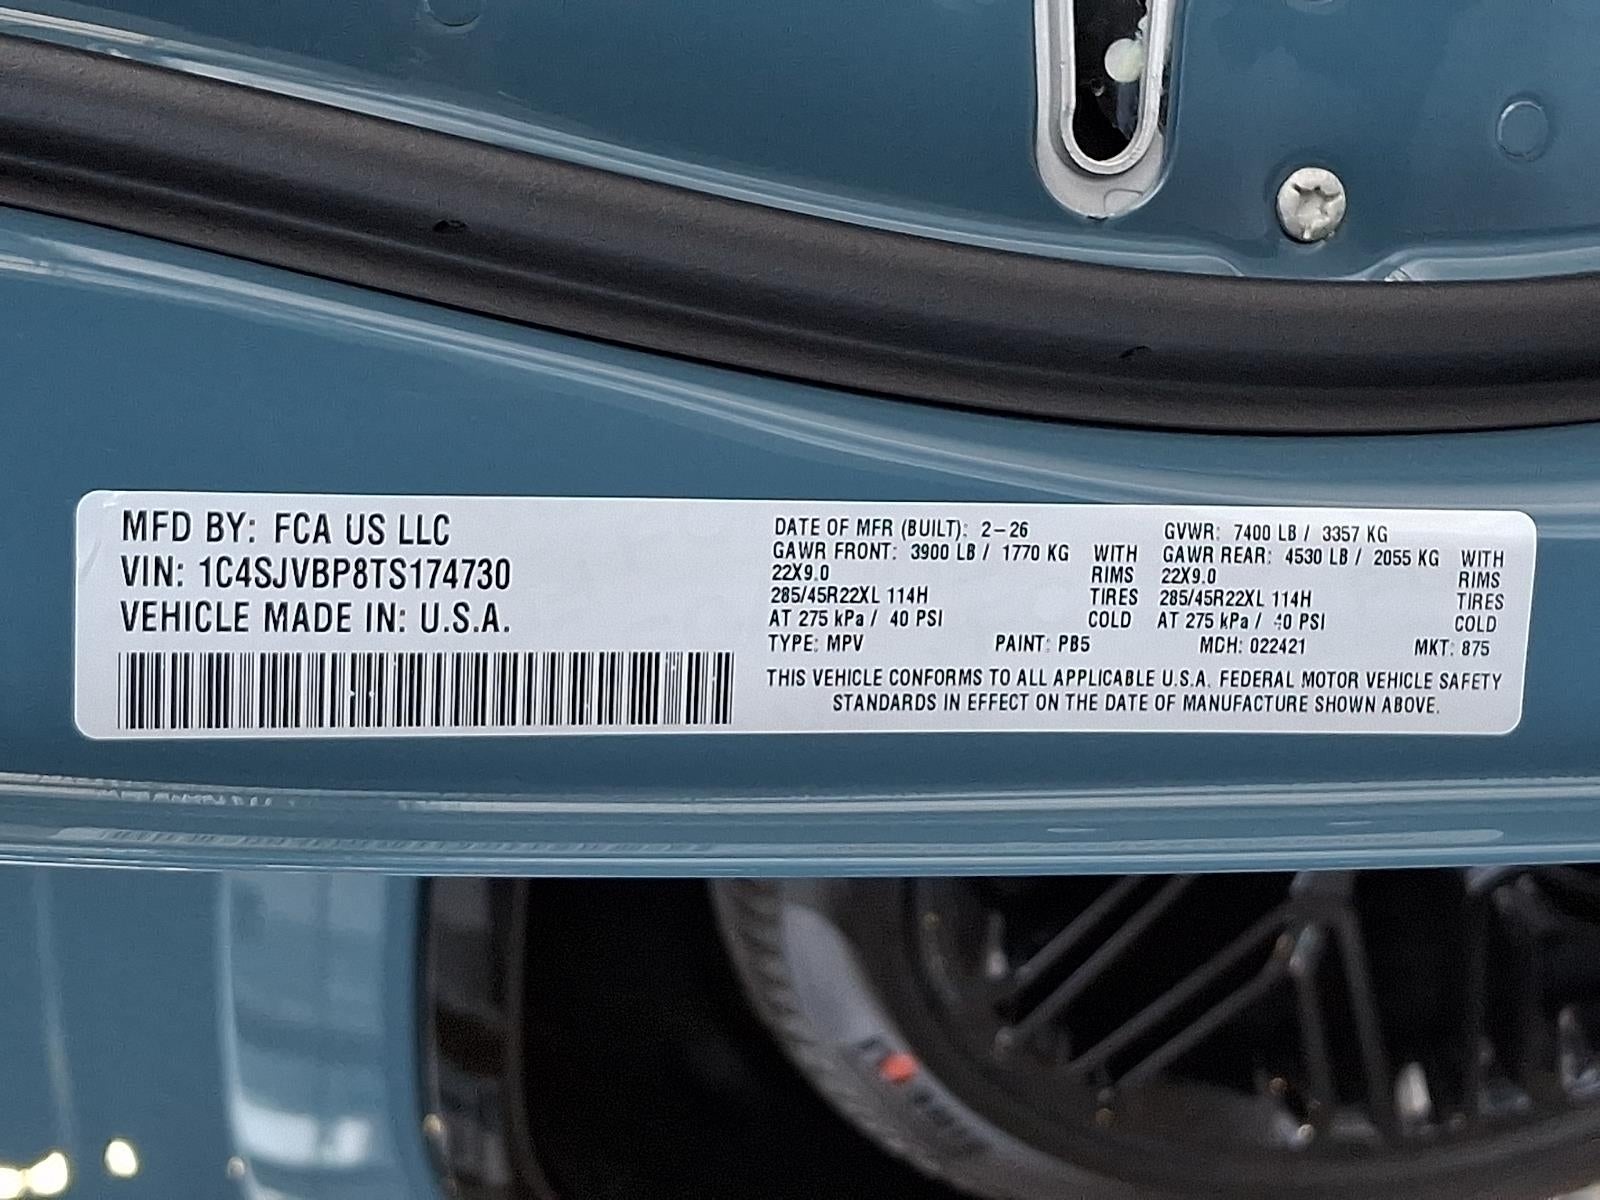 MFD BY: FCA US LLC
VIN: 1C4SJVBP8TS174730
VEHICLE MADE IN: U.S.A.
DATE OF MFR (BUILT): 2-26 GVWR: 7400 LB / 3357 KG
GAWR FRONT: 3900 LB / 1770 KG WITH GAWR REAR: 4530 LB / 2055 KG WITH
22X9.0 RIMS 22X9.0 RIMS
285/45R22XL 114H TIRES 285/45R22XL 114H TIRES
AT 275 kPa / 40 PSI COLD AT 275 kPa / 40 PSI COLD
TYPE: MPV PAINT: PB5 MDH: 022421 MKT: 875
THIS VEHICLE CONFORMS TO ALL APPLICABLE U.S.A. FEDERAL MOTOR VEHICLE SAFETY
STANDARDS IN EFFECT ON THE DATE OF MANUFACTURE SHOWN ABOVE.